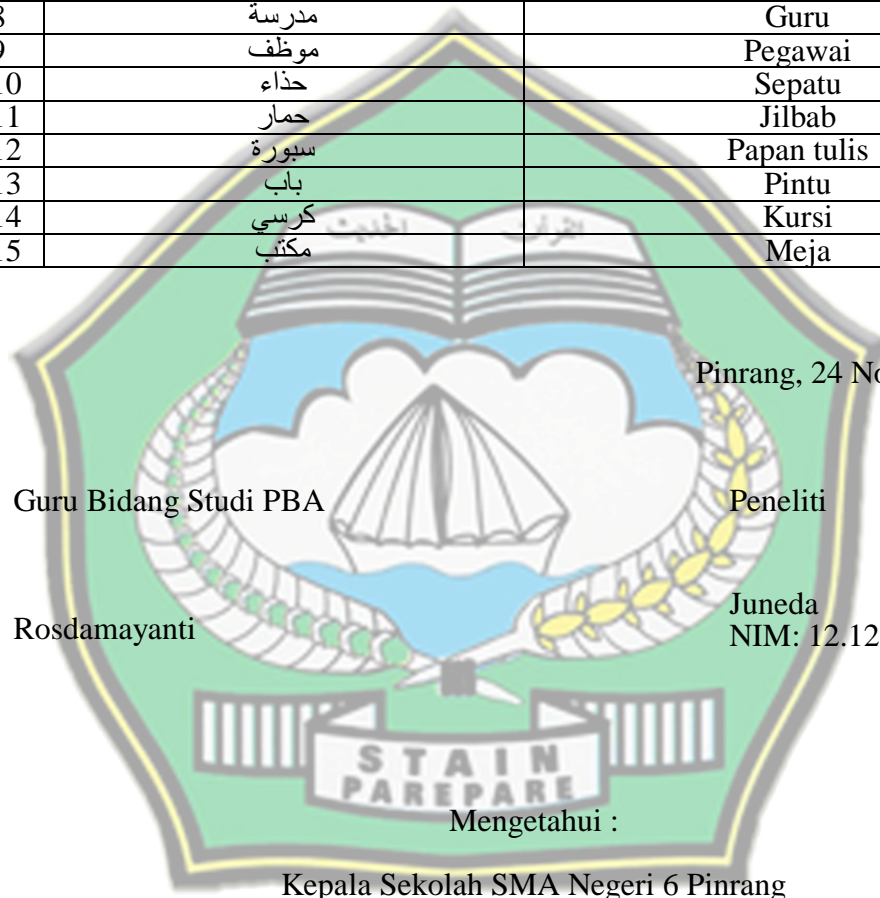 8 مدرسة Guru
9 موظف Pegawai
10 حذاء Sepatu
11 حمار Jilbab
12 سبورة Papan tulis
13 باب Pintu
14 كرسي Kursi
15 مكتب Meja
الحديث القرآن
Pinrang, 24 No
Guru Bidang Studi PBA Peneliti
Rosdamayanti Juneda
NIM: 12.12
STAIN
PAREPARE
Mengetahui :
Kepala Sekolah SMA Negeri 6 Pinrang